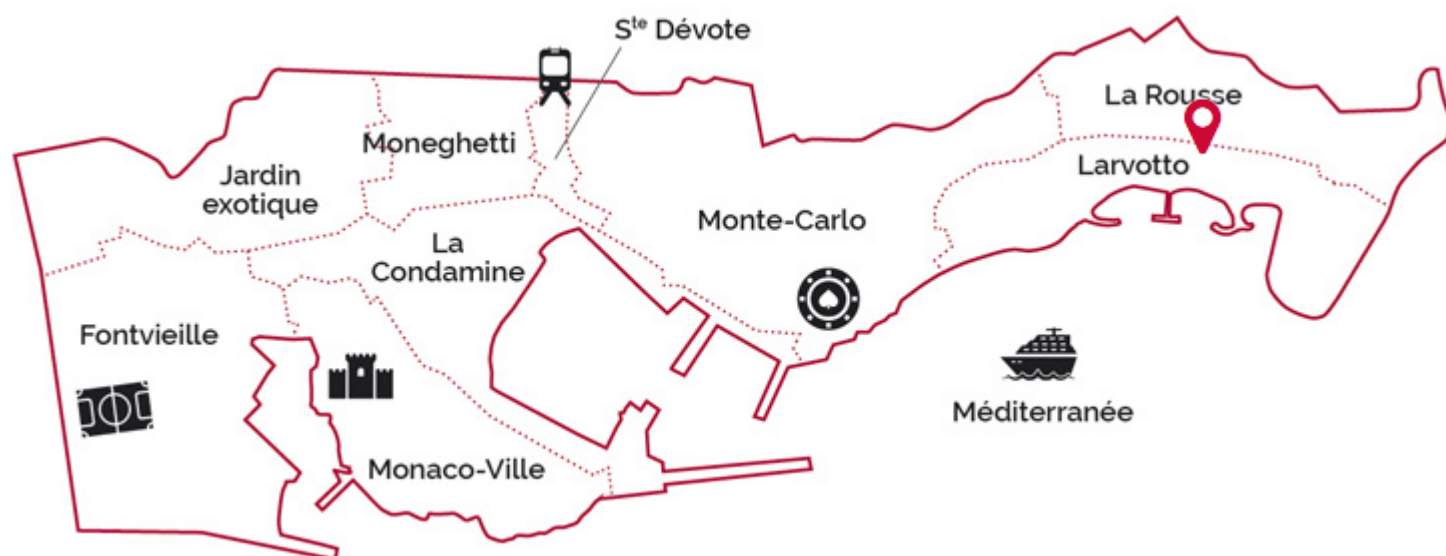 Sᵗᵉ Dévote
La Rousse
Moneghetti
Larvotto
Jardin
exotique
Monte-Carlo
La
Condamine
Fontvieille
Méditerranée
Monaco-Ville